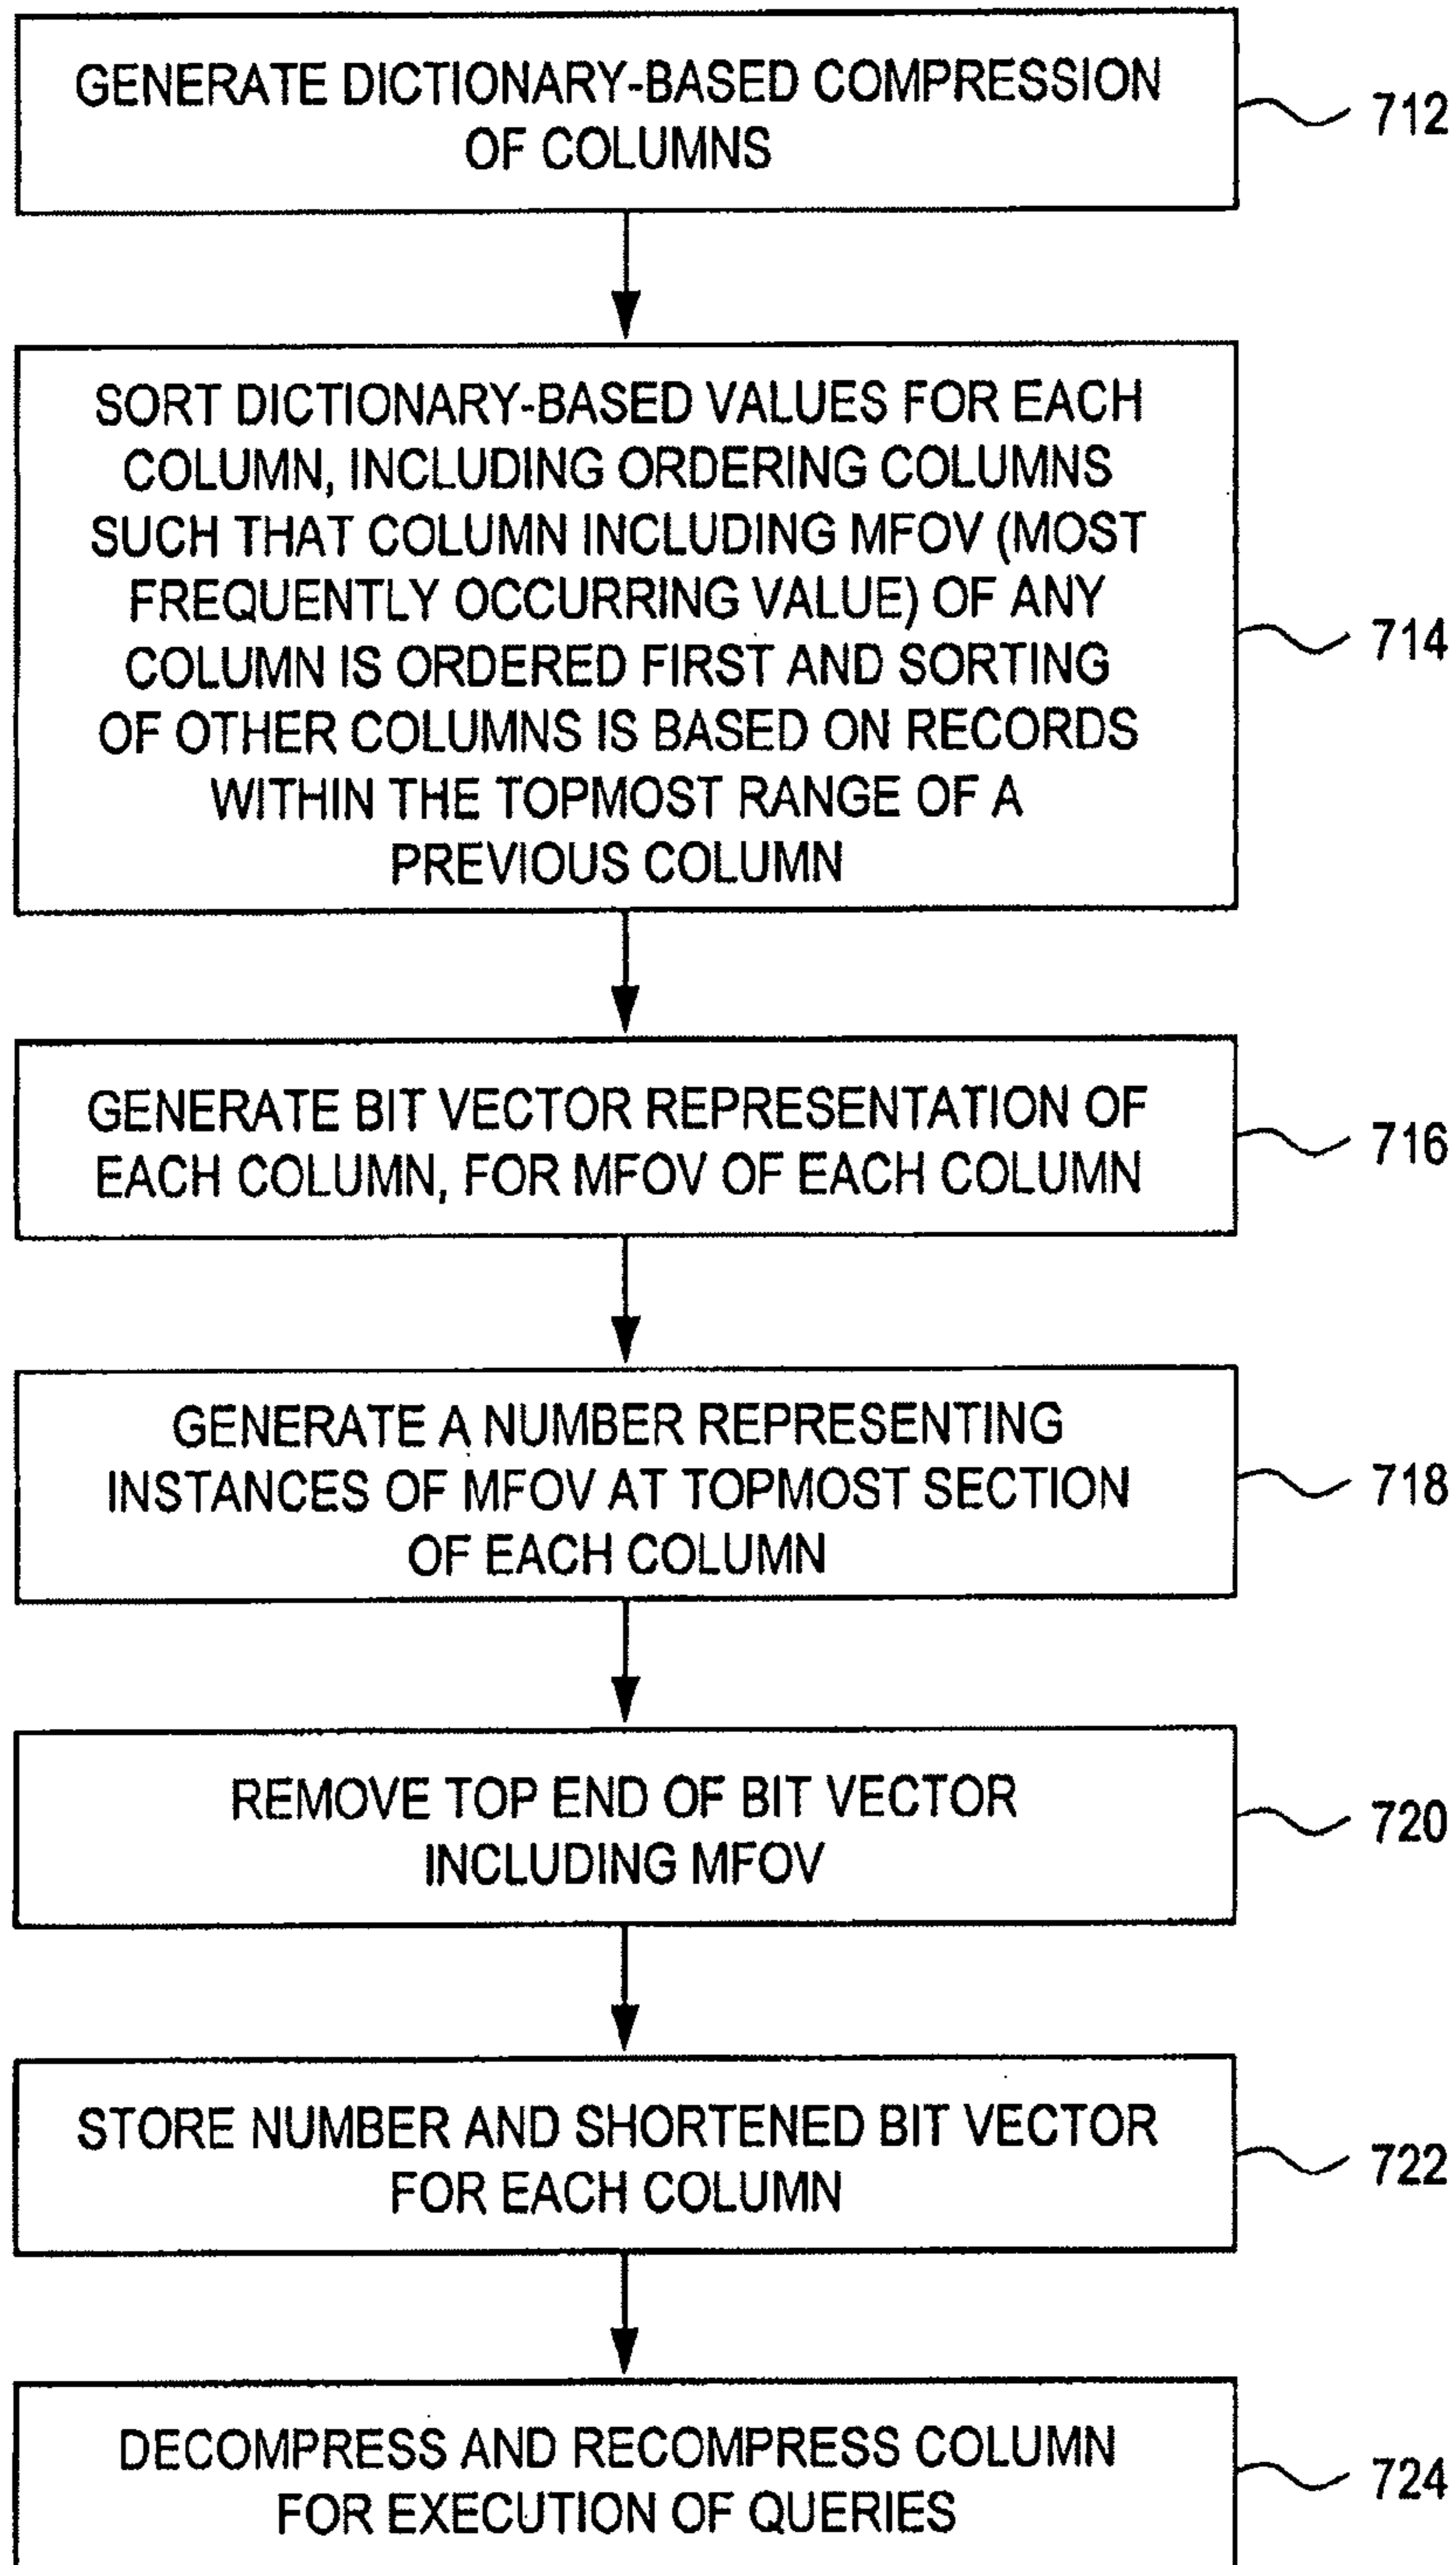 GENERATE DICTIONARY-BASED COMPRESSION
OF COLUMNS
712
SORT DICTIONARY-BASED VALUES FOR EACH
COLUMN, INCLUDING ORDERING COLUMNS
SUCH THAT COLUMN INCLUDING MFOV (MOST
FREQUENTLY OCCURRING VALUE) OF ANY
COLUMN IS ORDERED FIRST AND SORTING
OF OTHER COLUMNS IS BASED ON RECORDS
WITHIN THE TOPMOST RANGE OF A
PREVIOUS COLUMN
714
GENERATE BIT VECTOR REPRESENTATION OF
EACH COLUMN, FOR MFOV OF EACH COLUMN
716
GENERATE A NUMBER REPRESENTING
INSTANCES OF MFOV AT TOPMOST SECTION
OF EACH COLUMN
718
REMOVE TOP END OF BIT VECTOR
INCLUDING MFOV
720
STORE NUMBER AND SHORTENED BIT VECTOR
FOR EACH COLUMN
722
DECOMPRESS AND RECOMPRESS COLUMN
FOR EXECUTION OF QUERIES
724